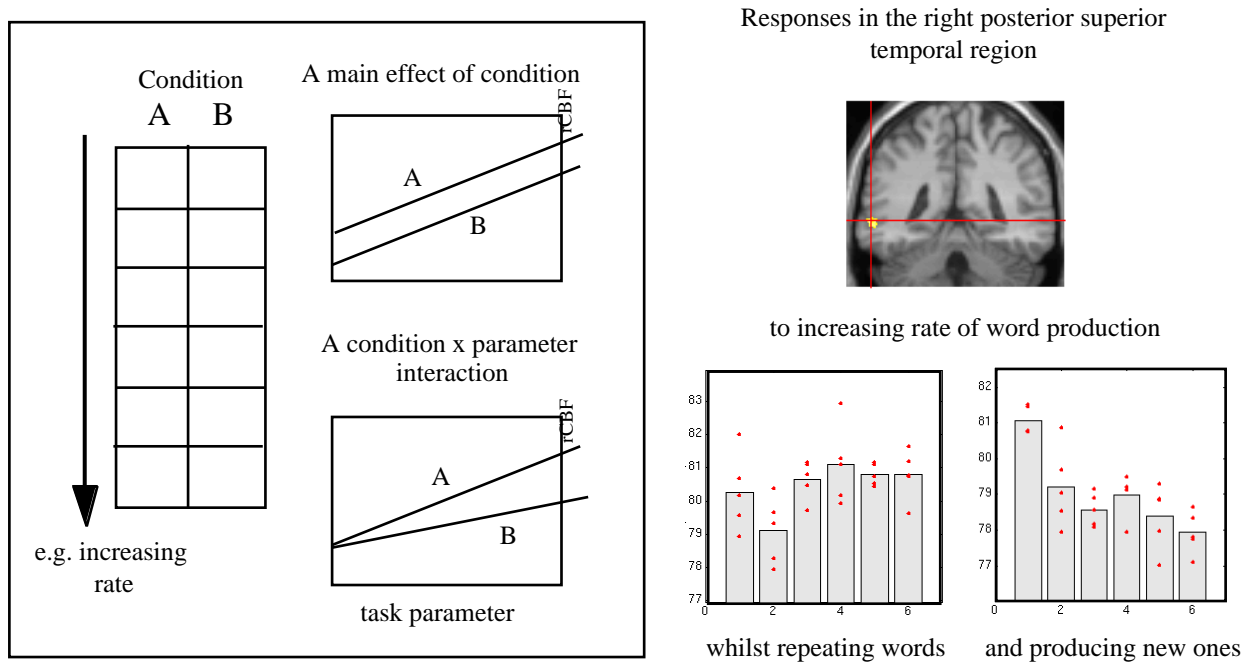 Condition
A B
e.g. increasing
rate
A main effect of condition
rCBF
A
B
A condition x parameter
interaction
rCBF
A
B
task parameter
Responses in the right posterior superior
temporal region
to increasing rate of word production
83
82
81
80
79
78
77
0 2 4 6
whilst repeating words
82
81
80
79
78
77
0 2 4 6
and producing new ones